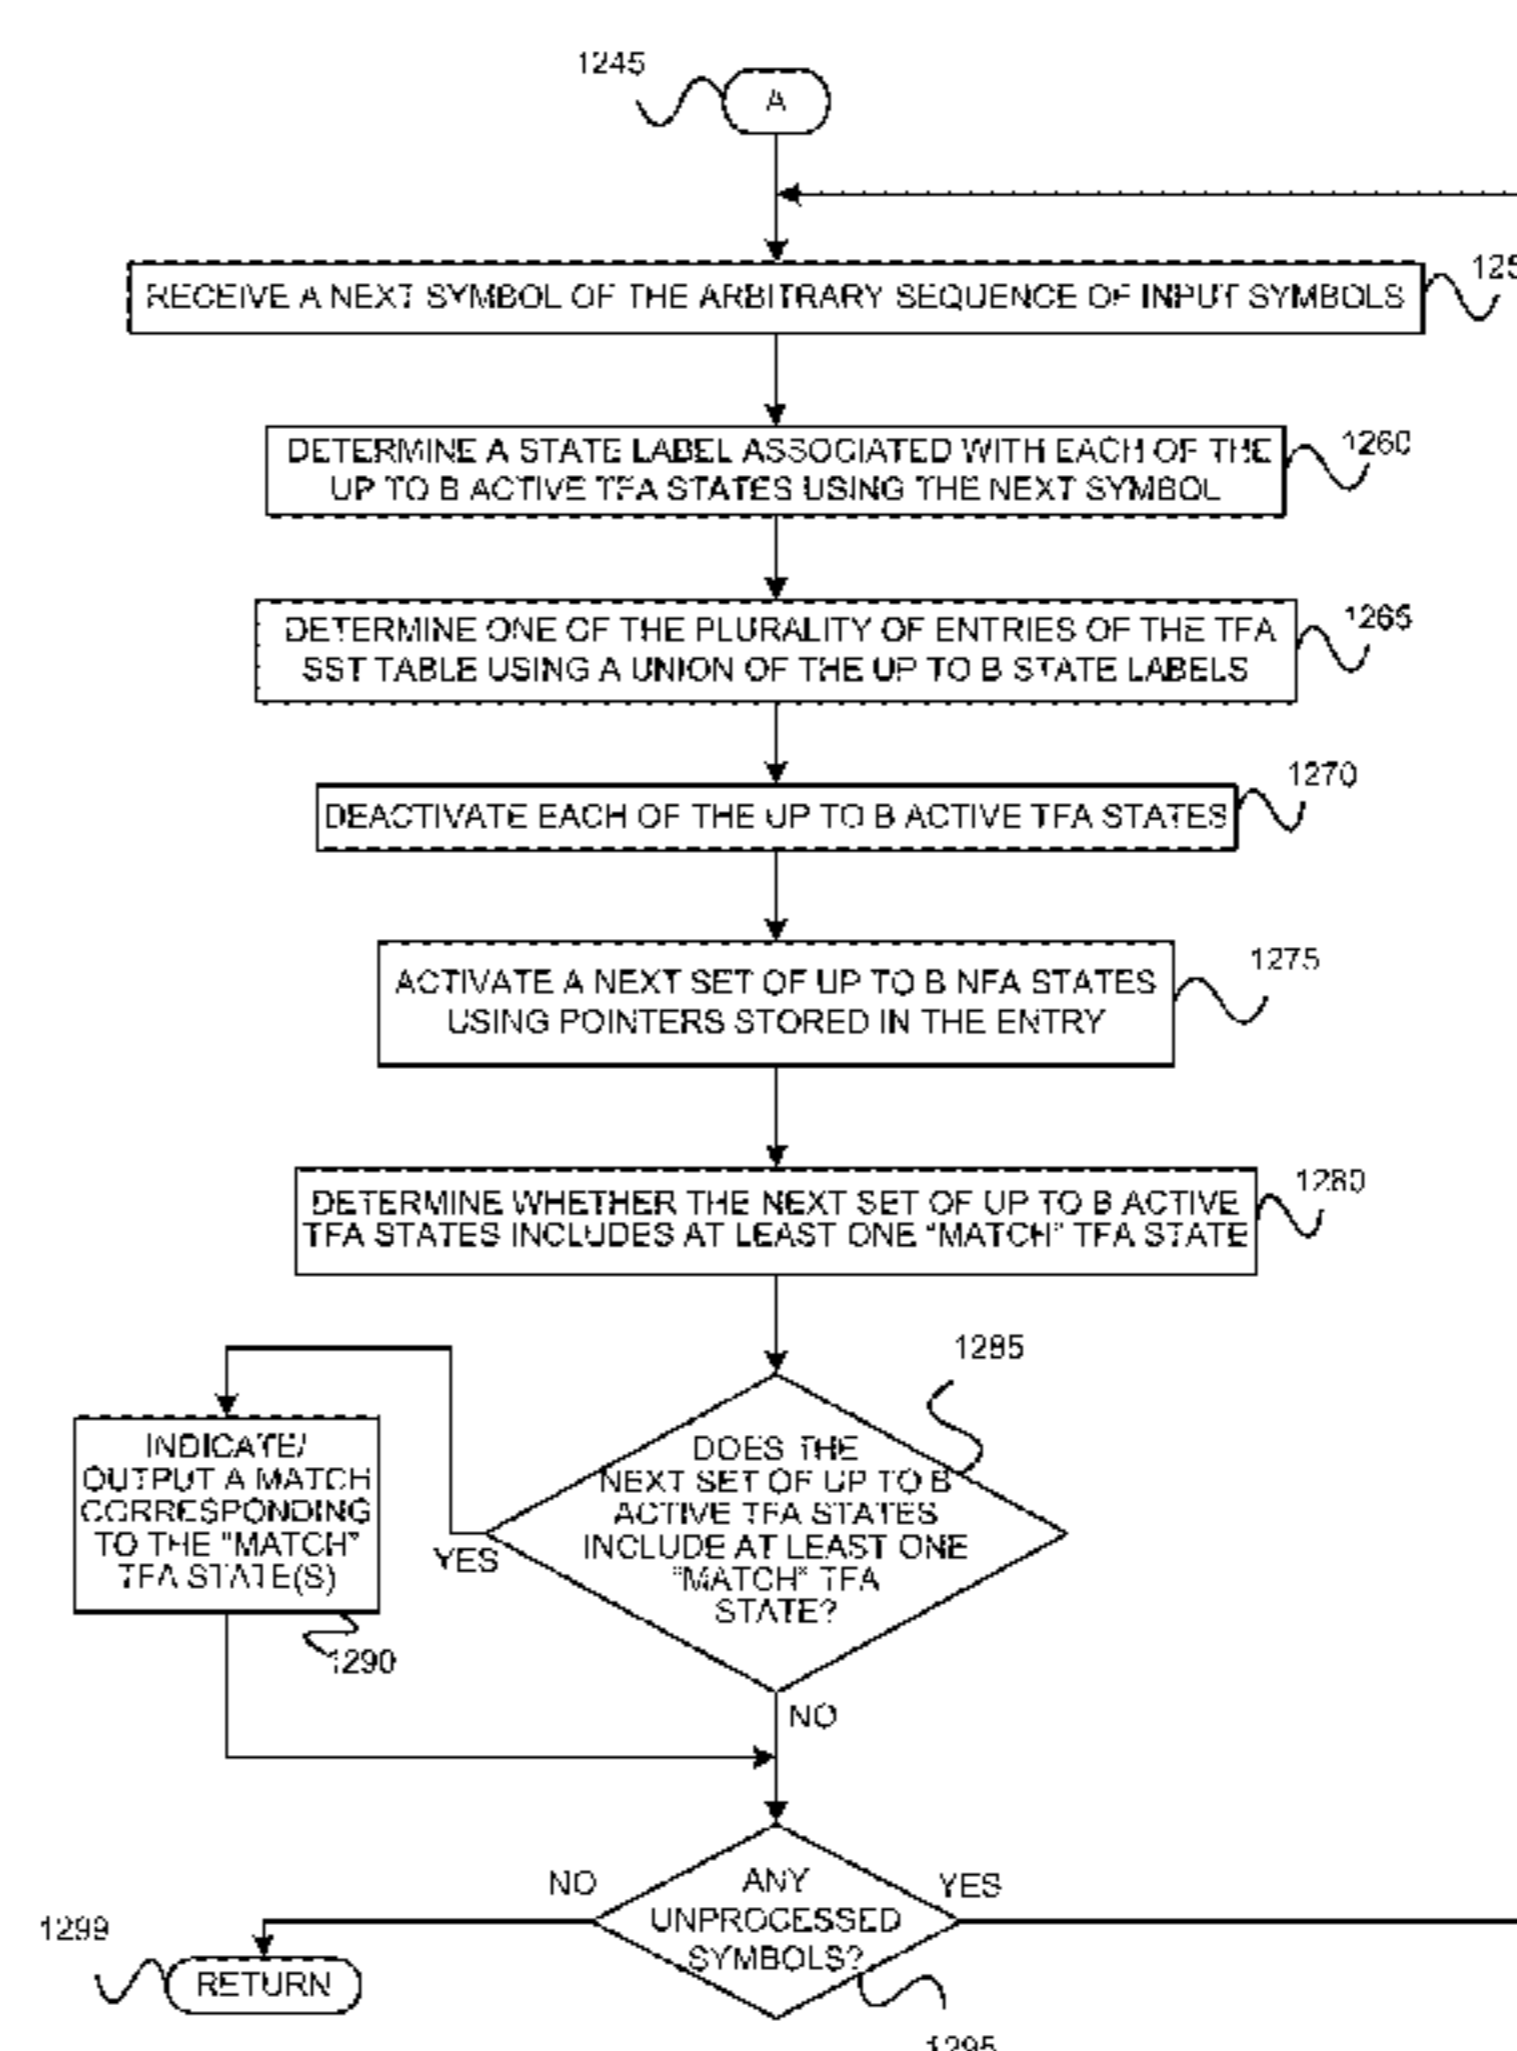 1245
A
RECEIVE A NEXT SYMBOL OF THE ARBITRARY SEQUENCE OF INPUT SYMBOLS
DETERMINE A STATE LABEL ASSOCIATED WITH EACH OF THE
UP TO B ACTIVE TFA STATES USING THE NEXT SYMBOL
1260
DETERMINE ONE OF THE PLURALITY OF ENTRIES OF THE TFA
SST TABLE USING A UNION OF THE UP TO B STATE LABELS
1265
DEACTIVATE EACH OF THE UP TO B ACTIVE TFA STATES
1270
ACTIVATE A NEXT SET OF UP TO B NFA STATES
USING POINTERS STORED IN THE ENTRY
1275
DETERMINE WHETHER THE NEXT SET OF UP TO B ACTIVE
TFA STATES INCLUDES AT LEAST ONE "MATCH" TFA STATE
1280
1285
DOES THE
NEXT SET OF UP TO B
ACTIVE TFA STATES
INCLUDE AT LEAST ONE
"MATCH" TFA
STATE?
YES
NO
INDICATE/
OUTPUT A MATCH
CORRESPONDING
TO THE "MATCH"
TFA STATE(S)
1290
ANY
UNPROCESSED
SYMBOLS?
NO
YES
1299
RETURN
1295